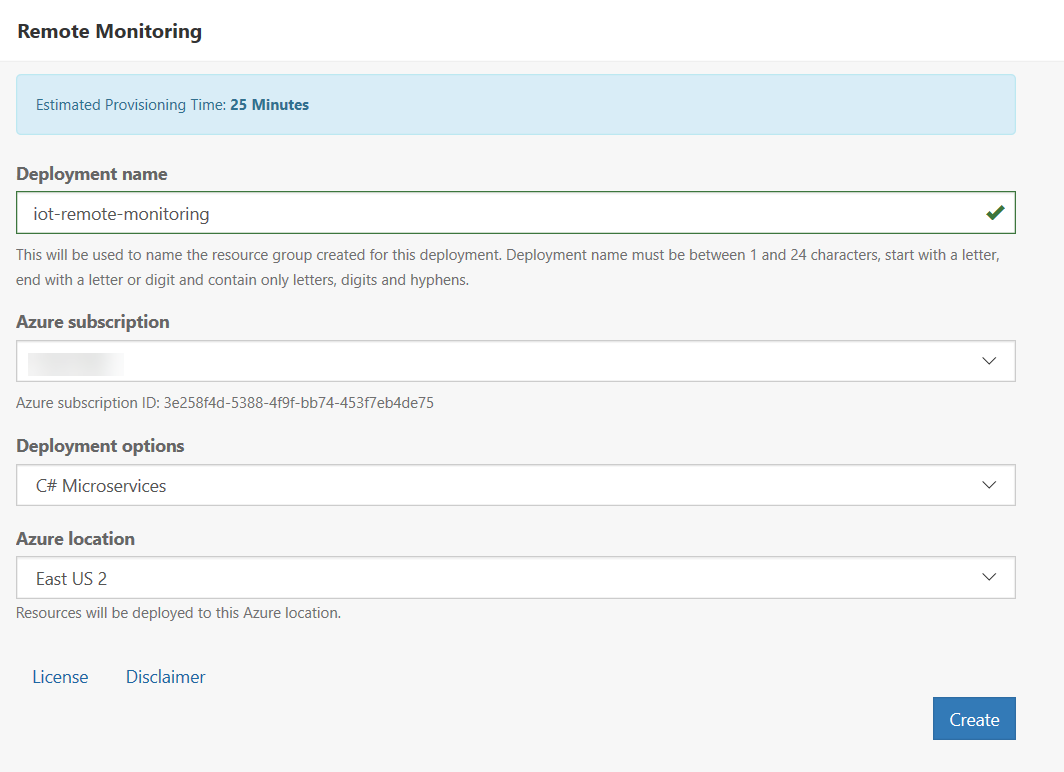 Remote Monitoring
Estimated Provisioning Time: 25 Minutes
Deployment name
iot-remote-monitoring
This will be used to name the resource group created for this deployment. Deployment name must be between 1 and 24 characters, start with a letter,
end with a letter or digit and contain only letters, digits and hyphens.
Azure subscription
Azure subscription ID: 3e258f4d-5388-4f9f-bb74-453f7eb4de75
Deployment options
C# Microservices
Azure location
East US 2
Resources will be deployed to this Azure location.
License Disclaimer
Create